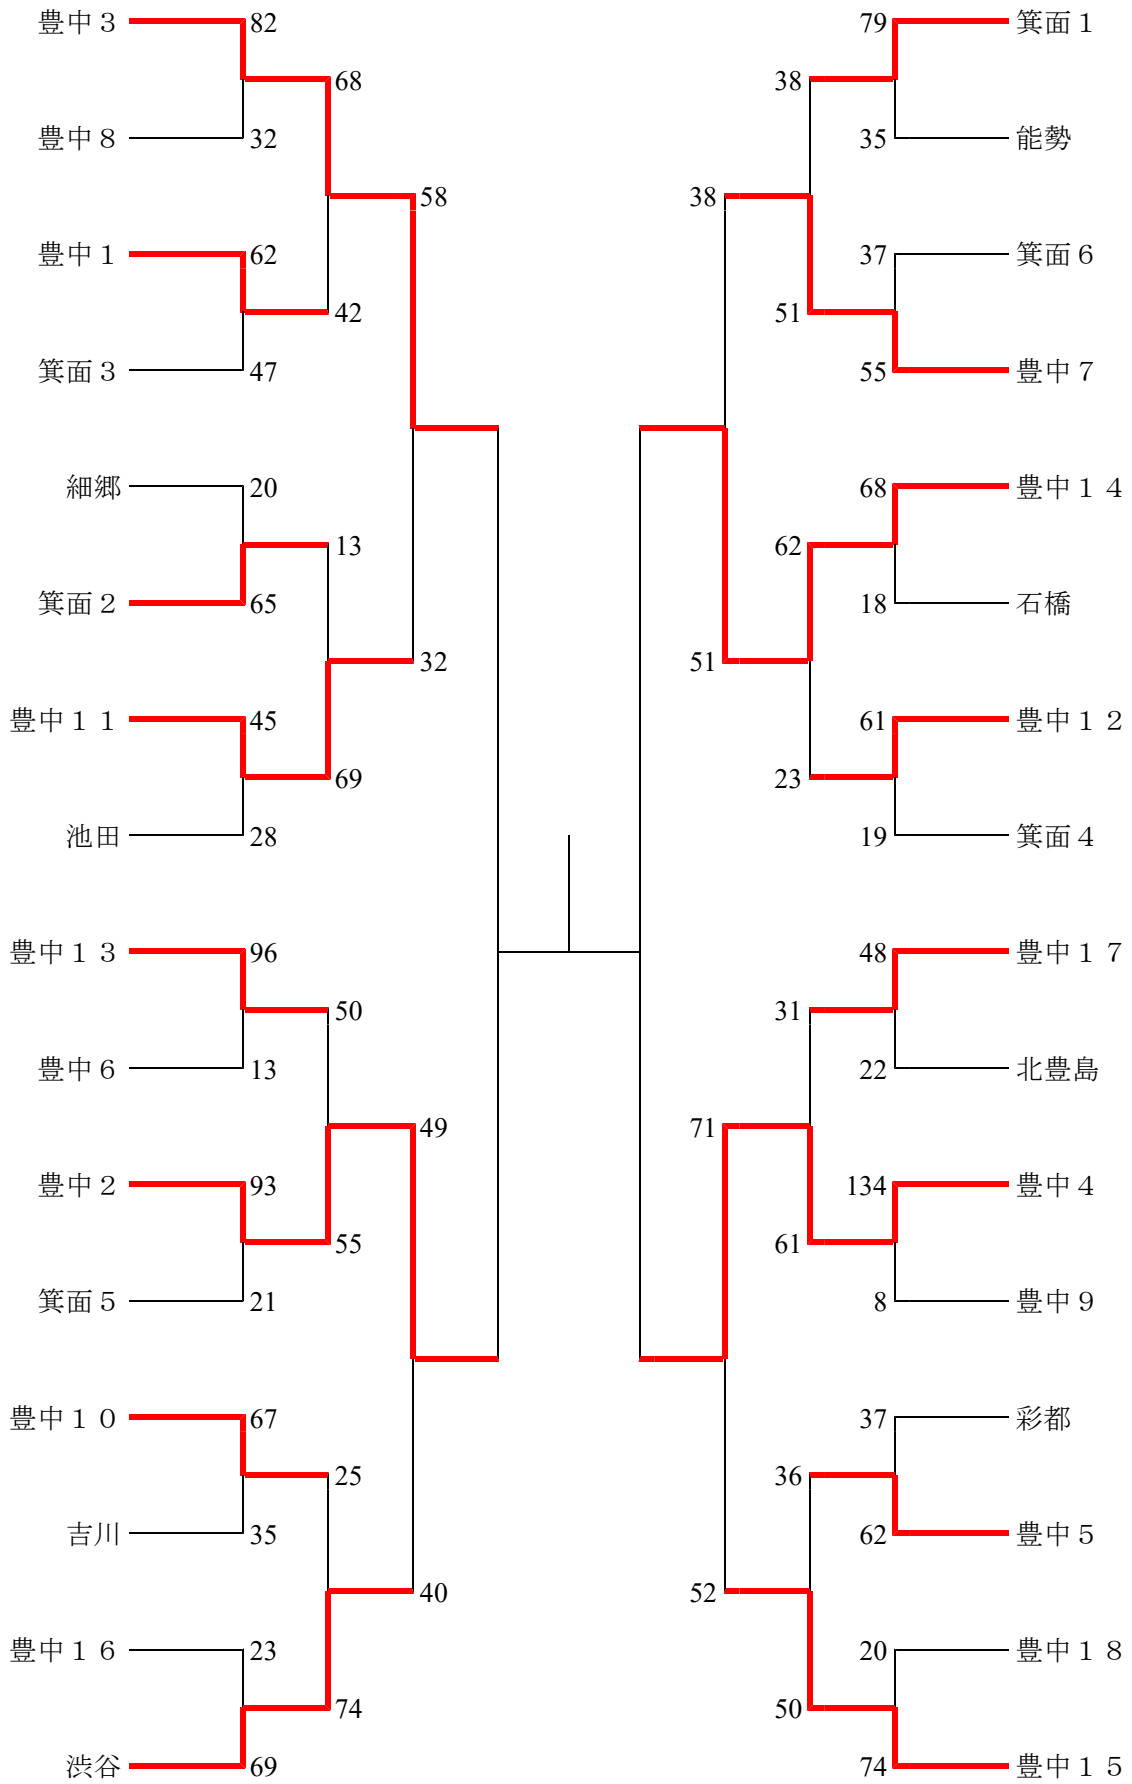 豊中３ 82 79 箕面１
68 38
豊中８ 32 35 能勢
58 38
豊中１ 62 37 箕面６
42 51
箕面３ 47 55 豊中７
細郷 20 68 豊中１４
13 62
箕面２ 65 18 石橋
32 51
豊中１１ 45 61 豊中１２
69 23
池田 28 19 箕面４
豊中１３ 96 48 豊中１７
50 31
豊中６ 13 22 北豊島
49 71
豊中２ 93 134 豊中４
55 61
箕面５ 21 8 豊中９
豊中１０ 67 37 彩都
25 36
吉川 35 62 豊中５
40 52
豊中１６ 23 20 豊中１８
74 50
渋谷 69 74 豊中１５